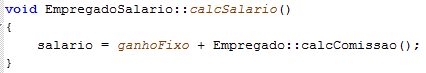 void EmpregadoSalario::calcSalario()
{
salario = ganhoFixo + Empregado::calcComissao();
}